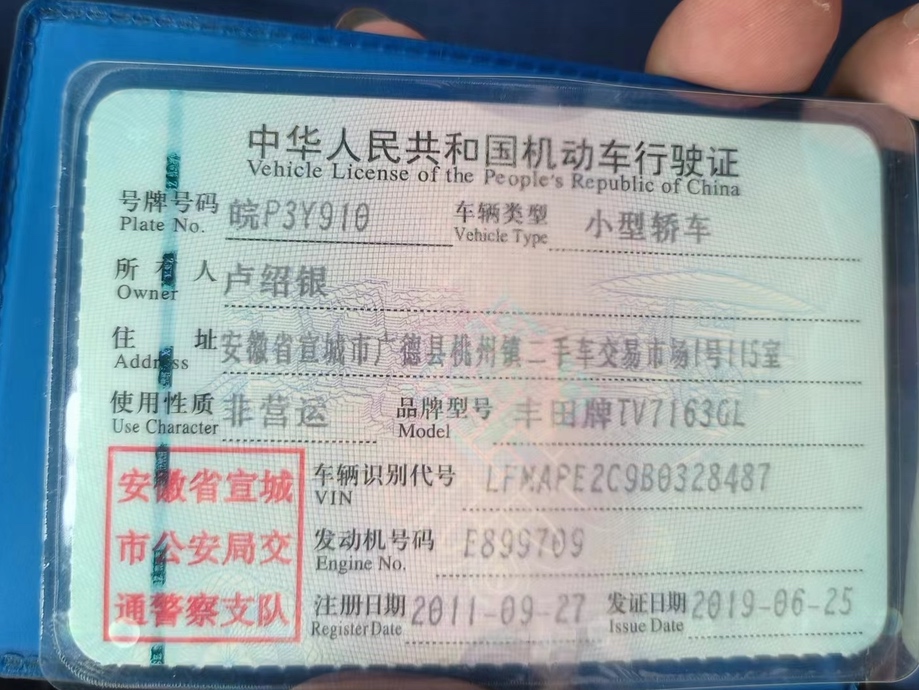 中华人民共和国机动车行驶证
Vehicle License of the People's Republic of China
号牌号码 皖P3Y910 车辆类型 小型轿车
Plate No. Vehicle Type
所有人 卢绍银
Owner
住址 安徽省宣城市广德县桃州镇二手车交易市场1号115室
Address
使用性质 非营运 品牌型号 丰田牌TV7163GL
Use Character Model
安徽省宣城
市公安局交
通警察支队
车辆识别代号 LFMAPE2C9B0328487
VIN
发动机号码 E899709
Engine No.
注册日期 2011-09-27 发证日期 2019-06-25
Register Date Issue Date